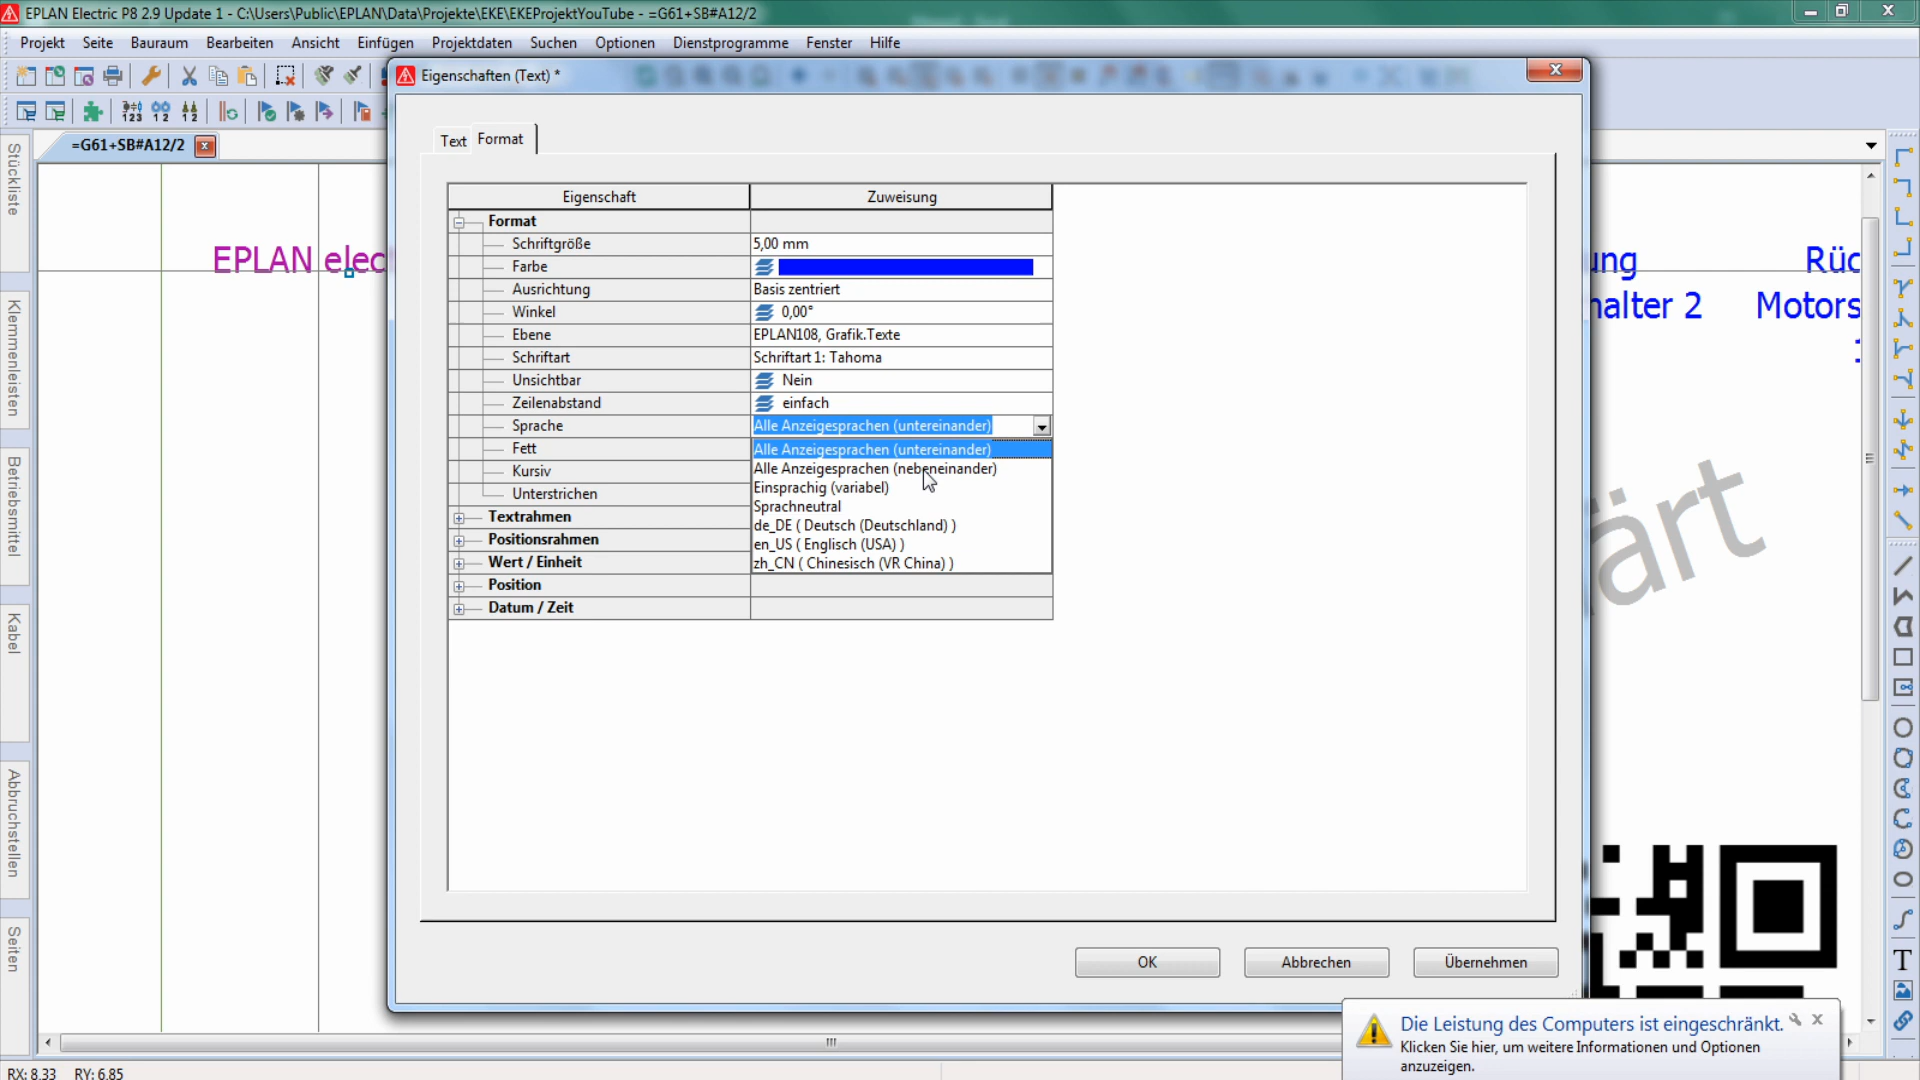 EPLAN Electric P8 2.9 Update 1 - C:\Users\Public\EPLAN\Data\Projekte\EKE\EKEProjektYouTube - =G61+SB#A12/2
Projekt Seite Bauraum Bearbeiten Ansicht Einfügen Projektdaten Suchen Optionen Dienstprogramme Fenster Hilfe
Eigenschaften (Text) *
=G61+SB#A12/2
Text Format
Stückliste
Klemmenleisten
Betriebsmittel
Kabel
Abbruchstellen
Seiten
EPLAN elec
Eigenschaft Zuweisung
Format
Schriftgröße 5,00 mm
Farbe
Ausrichtung Basis zentriert
Winkel 0,00°
Ebene EPLAN108, Grafik.Texte
Schriftart Schriftart 1: Tahoma
Unsichtbar Nein
Zeilenabstand einfach
Sprache Alle Anzeigesprachen (untereinander)
Fett
Kursiv
Unterstrichen
Alle Anzeigesprachen (untereinander)
Alle Anzeigesprachen (nebeneinander)
Einsprachig (variabel)
Sprachneutral
de_DE ( Deutsch (Deutschland) )
en_US ( Englisch (USA) )
zh_CN ( Chinesisch (VR China) )
Textrahmen
Positionsrahmen
Wert / Einheit
Position
Datum / Zeit
ung Rüc
halter 2 Motors
1
ärt
OK Abbrechen Übernehmen
Die Leistung des Computers ist eingeschränkt.
Klicken Sie hier, um weitere Informationen und Optionen
anzuzeigen.
RX: 8,33 RY: 6,85